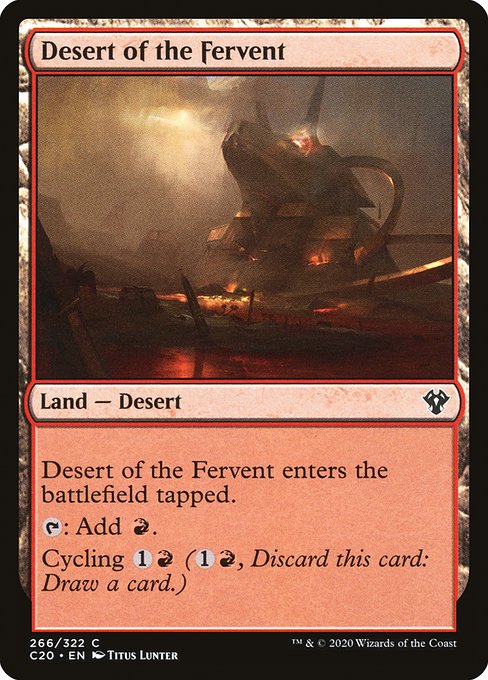 Desert of the Fervent
Land — Desert
Desert of the Fervent enters the
battlefield tapped.
: Add .
Cycling 1 (1, Discard this card:
Draw a card.)
266/322 C
C20 • EN Titus Lunter
™ & © 2020 Wizards of the Coast